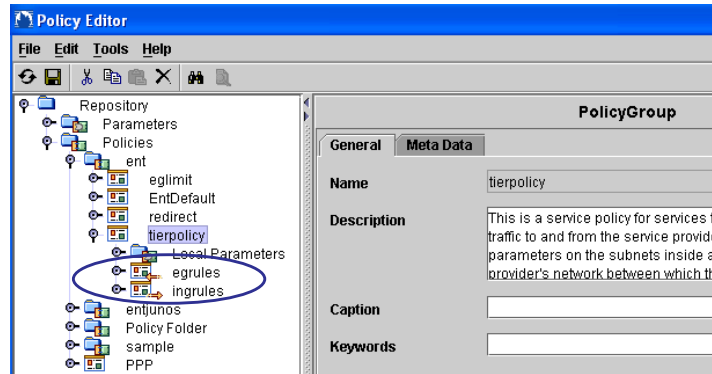 Policy Editor
File Edit Tools Help
Repository
Parameters
Policies
ent
eglimit
EntDefault
redirect
tierpolicy
Local Parameters
egrules
ingrules
entjunos
Policy Folder
sample
PPP
PolicyGroup
General Meta Data
Name tierpolicy
Description This is a service policy for services
traffic to and from the service provid
parameters on the subnets inside a
provider's network between which th
Caption
Keywords